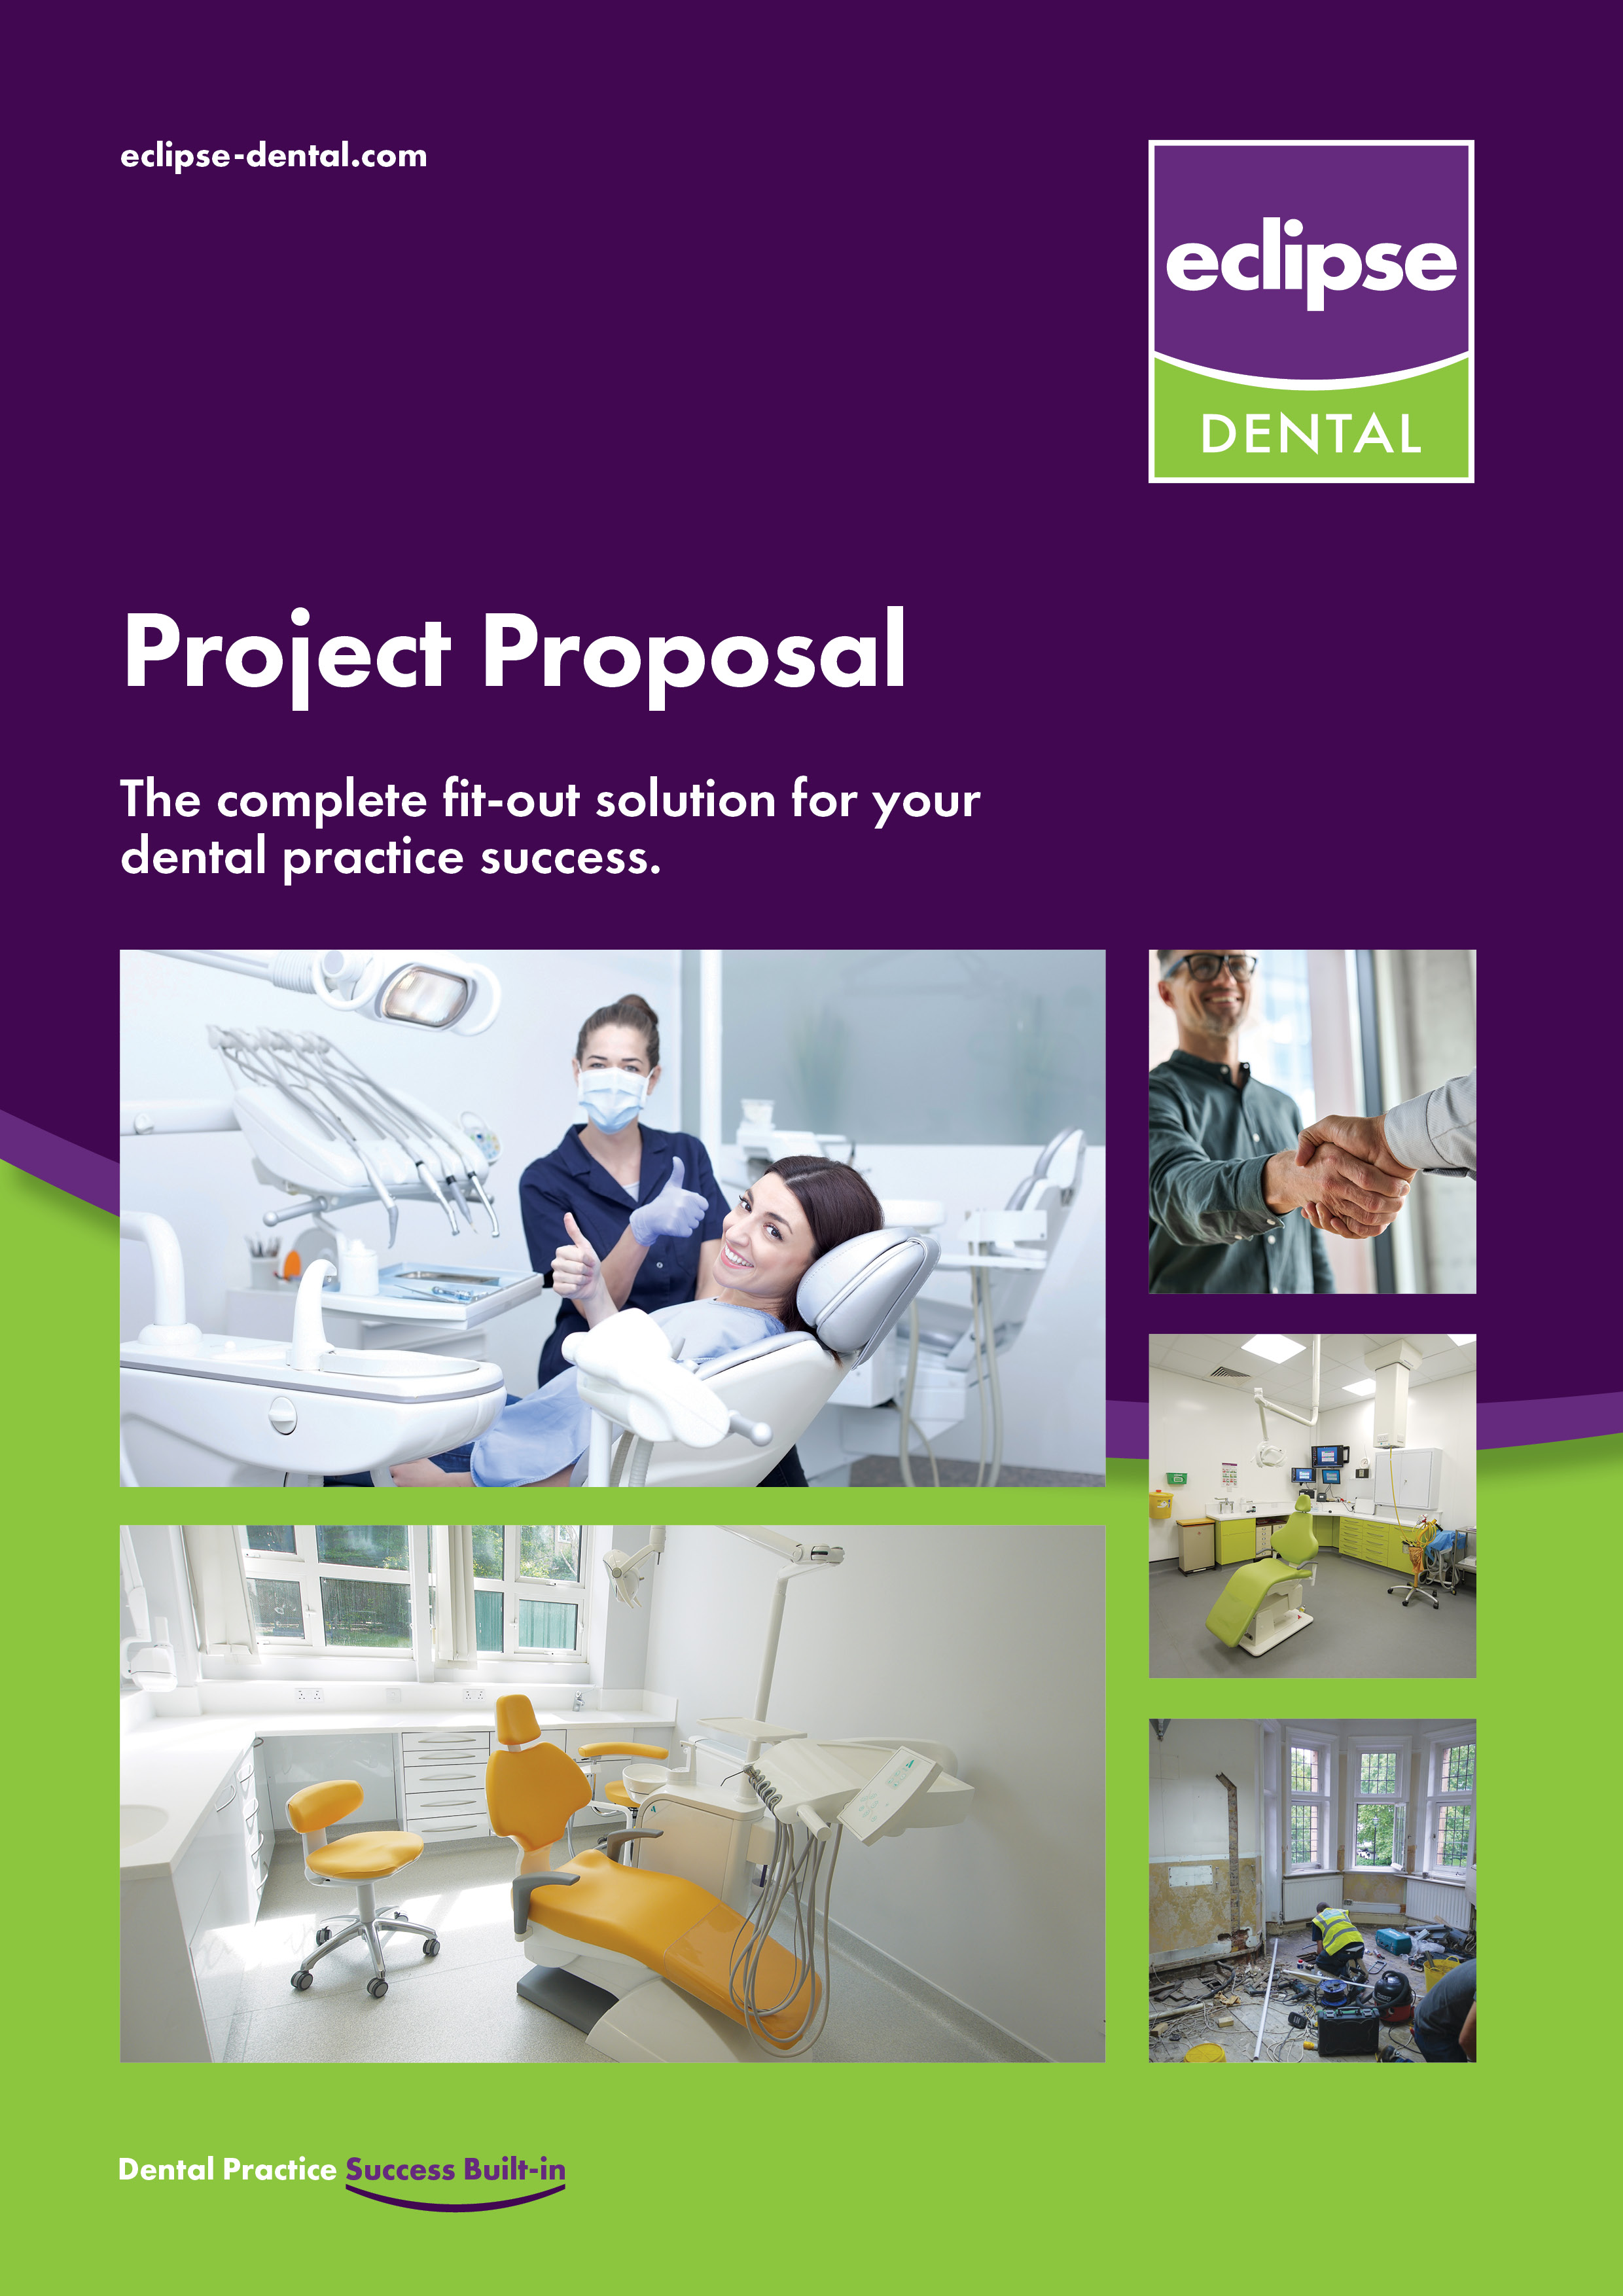 eclipse-dental.com
eclipse
DENTAL
Project Proposal
The complete fit-out solution for your
dental practice success.
Dental Practice Success Built-in